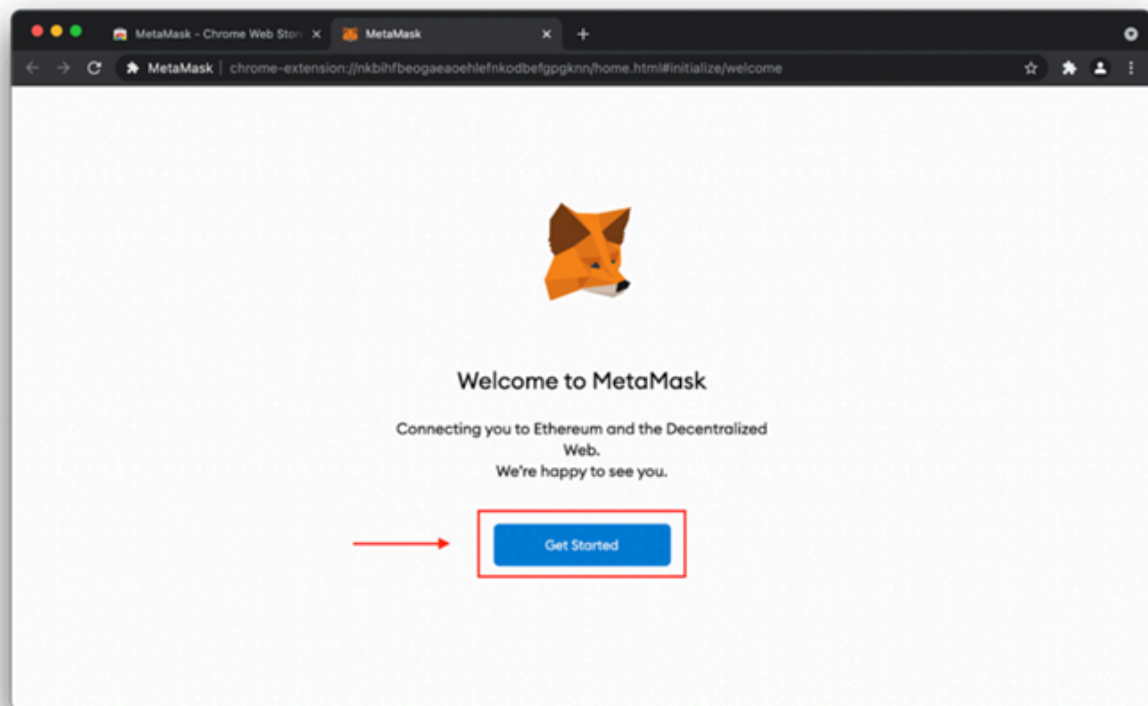 MetaMask - Chrome Web Stor
MetaMask
MetaMask | chrome-extension://nkbihfbeogaeaoehlefnkodbefgpgknn/home.html#initialize/welcome
Welcome to MetaMask
Connecting you to Ethereum and the Decentralized
Web.
We're happy to see you.
Get Started